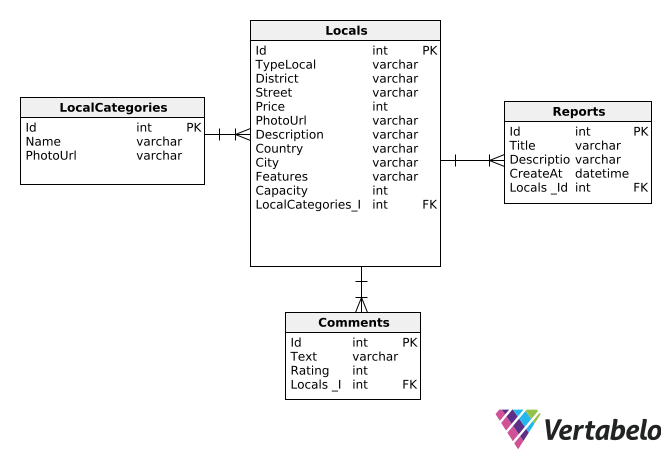 Locals
Id int PK
TypeLocal varchar
District varchar
Street varchar
Price int
PhotoUrl varchar
Description varchar
Country varchar
City varchar
Features varchar
Capacity int
LocalCategories_I int FK
LocalCategories
Id int PK
Name varchar
PhotoUrl varchar
Reports
Id int PK
Title varchar
Descriptio varchar
CreateAt datetime
Locals _Id int FK
Comments
Id int PK
Text varchar
Rating int
Locals _I int FK
Vertabelo